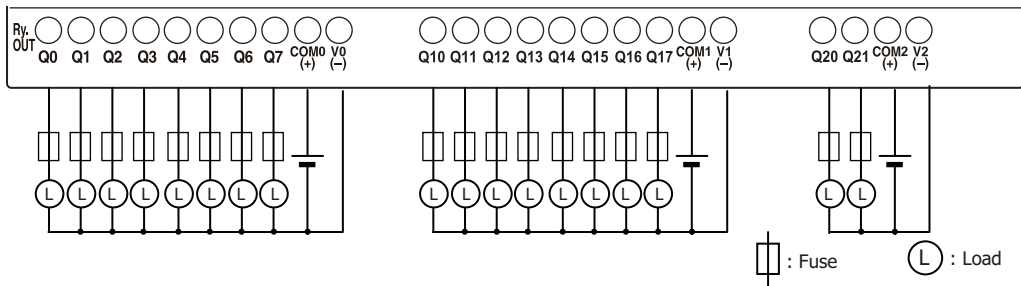 Ry.
OUT
Q0 Q1 Q2 Q3 Q4 Q5 Q6 Q7 COM0 (+) V0 (–)
Q10 Q11 Q12 Q13 Q14 Q15 Q16 Q17 COM1 (+) V1 (–)
Q20 Q21 COM2 (+) V2 (–)
L L L L L L L L
L L L L L L L L
L L
: Fuse
L : Load